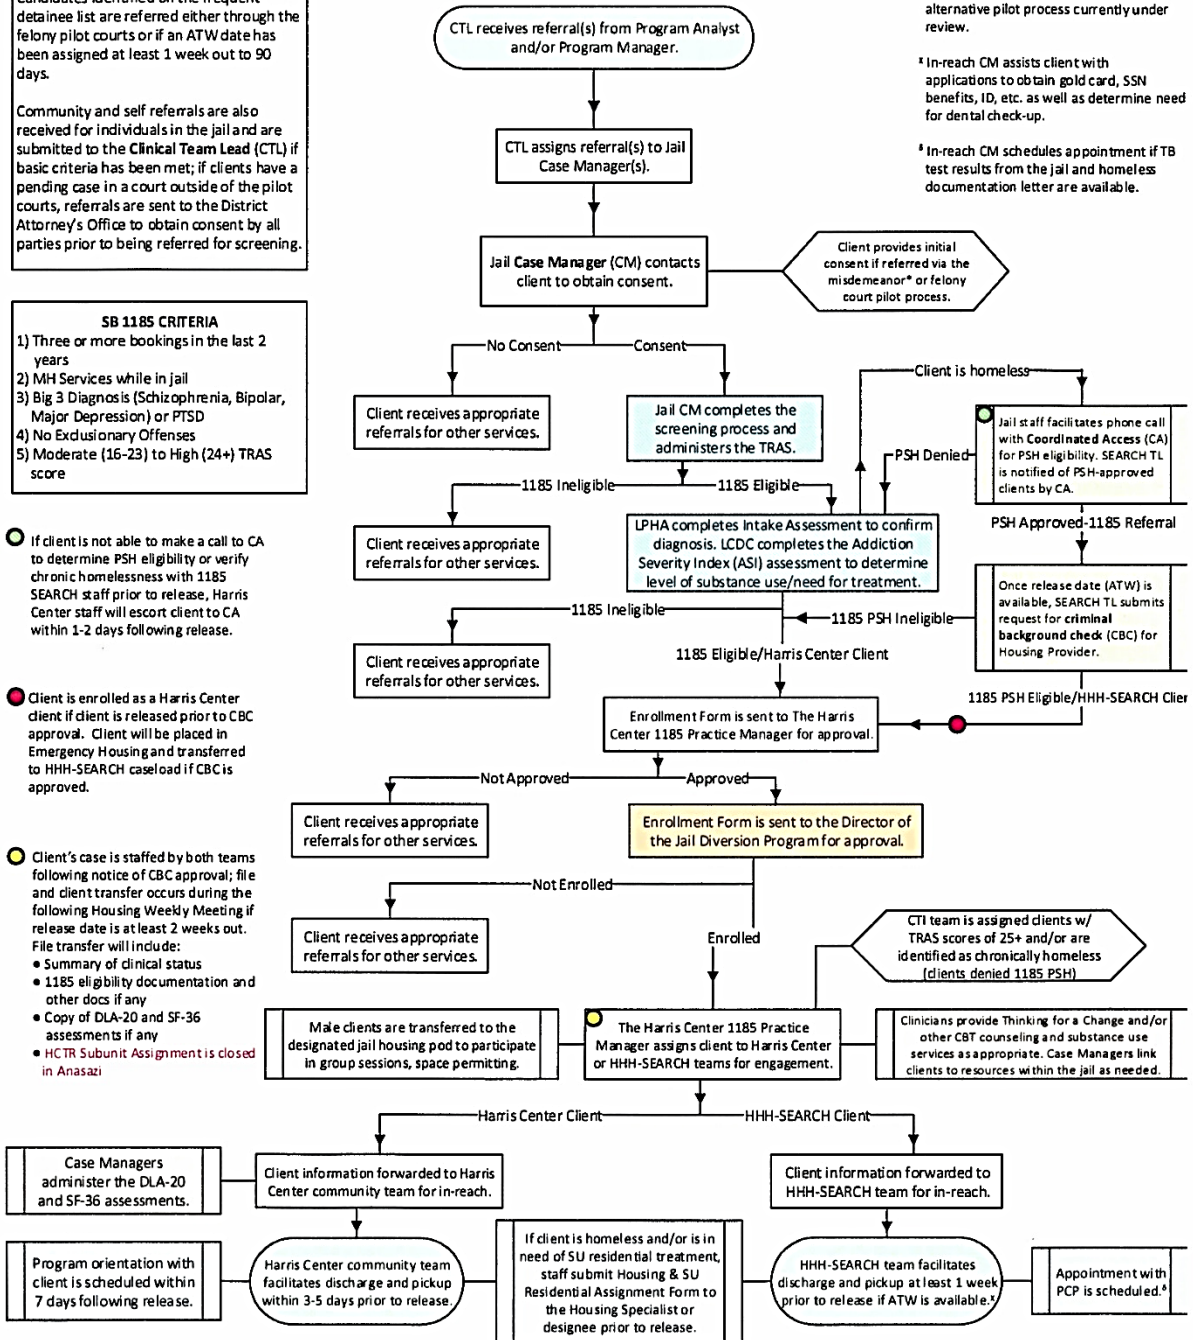 Candidates identified on the frequent
detainee list are referred either through the
felony pilot courts or if an ATW date has
been assigned at least 1 week out to 90
days.
Community and self referrals are also
received for individuals in the jail and are
submitted to the Clinical Team Lead (CTL) if
basic criteria has been met; if clients have a
pending case in a court outside of the pilot
courts, referrals are sent to the District
Attorney's Office to obtain consent by all
parties prior to being referred for screening.
CTL receives referral(s) from Program Analyst
and/or Program Manager.
alternative pilot process currently under
review.
ˣ In-reach CM assists client with
applications to obtain gold card, SSN
benefits, ID, etc. as well as determine need
for dental check-up.
⁶ In-reach CM schedules appointment if TB
test results from the jail and homeless
documentation letter are available.
CTL assigns referral(s) to Jail
Case Manager(s).
Jail Case Manager (CM) contacts
client to obtain consent.
Client provides initial
consent if referred via the
misdemeanor* or felony
court pilot process.
SB 1185 CRITERIA
1) Three or more bookings in the last 2
years
2) MH Services while in jail
3) Big 3 Diagnosis (Schizophrenia, Bipolar,
Major Depression) or PTSD
4) No Exclusionary Offenses
5) Moderate (16-23) to High (24+) TRAS
score
No Consent
Consent
Client receives appropriate
referrals for other services.
Jail CM completes the
screening process and
administers the TRAS.
Client is homeless
Jail staff facilitates phone call
with Coordinated Access (CA)
for PSH eligibility. SEARCH TL
is notified of PSH-approved
clients by CA.
PSH Denied
1185 Ineligible
1185 Eligible
Client receives appropriate
referrals for other services.
LPHA completes Intake Assessment to confirm
diagnosis. LCDC completes the Addiction
Severity Index (ASI) assessment to determine
level of substance use/need for treatment.
PSH Approved-1185 Referral
Once release date (ATW) is
available, SEARCH TL submits
request for criminal
background check (CBC) for
Housing Provider.
If client is not able to make a call to CA
to determine PSH eligibility or verify
chronic homelessness with 1185
SEARCH staff prior to release, Harris
Center staff will escort client to CA
within 1-2 days following release.
1185 Ineligible
1185 PSH Ineligible
Client receives appropriate
referrals for other services.
1185 Eligible/Harris Center Client
1185 PSH Eligible/HHH-SEARCH Clien
Client is enrolled as a Harris Center
client if client is released prior to CBC
approval. Client will be placed in
Emergency Housing and transferred
to HHH-SEARCH caseload if CBC is
approved.
Enrollment Form is sent to The Harris
Center 1185 Practice Manager for approval.
Not Approved
Approved
Client receives appropriate
referrals for other services.
Enrollment Form is sent to the Director of
the Jail Diversion Program for approval.
Client's case is staffed by both teams
following notice of CBC approval; file
and client transfer occurs during the
following Housing Weekly Meeting if
release date is at least 2 weeks out.
File transfer will include:
• Summary of clinical status
• 1185 eligibility documentation and
other docs if any
• Copy of DLA-20 and SF-36
assessments if any
• HCTR Subunit Assignment is closed
in Anasazi
Not Enrolled
Client receives appropriate
referrals for other services.
Enrolled
CTI team is assigned clients w/
TRAS scores of 25+ and/or are
identified as chronically homeless
(clients denied 1185 PSH)
Male clients are transferred to the
designated jail housing pod to participate
in group sessions, space permitting.
The Harris Center 1185 Practice
Manager assigns client to Harris Center
or HHH-SEARCH teams for engagement.
Clinicians provide Thinking for a Change and/or
other CBT counseling and substance use
services as appropriate. Case Managers link
clients to resources within the jail as needed.
Harris Center Client
HHH-SEARCH Client
Case Managers
administer the DLA-20
and SF-36 assessments.
Client information forwarded to Harris
Center community team for in-reach.
Client information forwarded to
HHH-SEARCH team for in-reach.
Program orientation with
client is scheduled within
7 days following release.
Harris Center community team
facilitates discharge and pickup
within 3-5 days prior to release.
If client is homeless and/or is in
need of SU residential treatment,
staff submit Housing & SU
Residential Assignment Form to
the Housing Specialist or
designee prior to release.
HHH-SEARCH team facilitates
discharge and pickup at least 1 week
prior to release if ATW is available.ˣ
Appointment with
PCP is scheduled.⁶